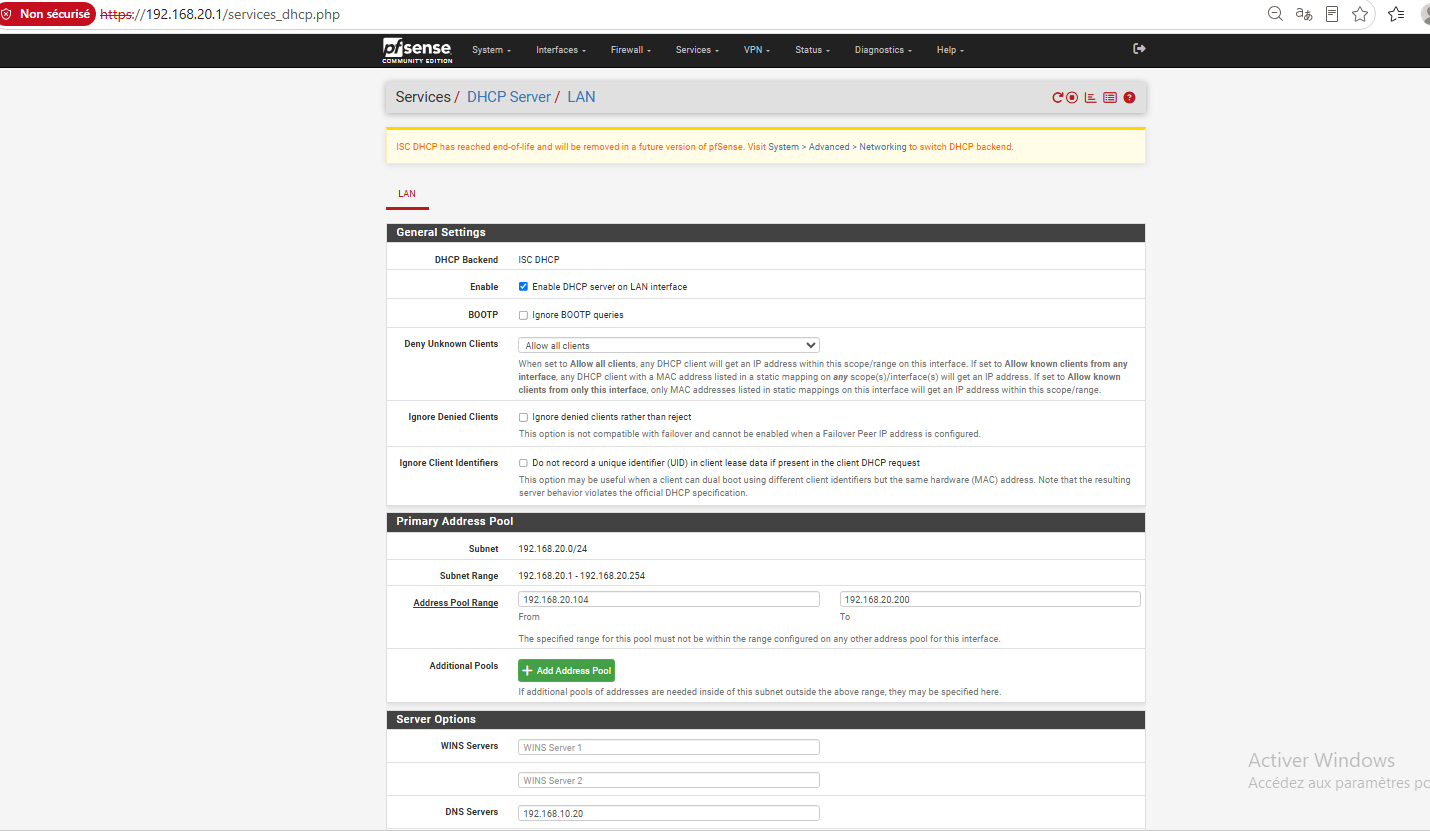 Non sécurisé https://192.168.20.1/services_dhcp.php
pfsense
COMMUNITY EDITION
System Interfaces Firewall Services VPN Status Diagnostics Help
Services / DHCP Server / LAN
ISC DHCP has reached end-of-life and will be removed in a future version of pfSense. Visit System > Advanced > Networking to switch DHCP backend.
LAN
General Settings
DHCP Backend ISC DHCP
Enable Enable DHCP server on LAN interface
BOOTP Ignore BOOTP queries
Deny Unknown Clients Allow all clients
When set to Allow all clients, any DHCP client will get an IP address within this scope/range on this interface. If set to Allow known clients from any
interface, any DHCP client with a MAC address listed in a static mapping on any scope(s)/interface(s) will get an IP address. If set to Allow known
clients from only this interface, only MAC addresses listed in static mappings on this interface will get an IP address within this scope/range.
Ignore Denied Clients Ignore denied clients rather than reject
This option is not compatible with failover and cannot be enabled when a Failover Peer IP address is configured.
Ignore Client Identifiers Do not record a unique identifier (UID) in client lease data if present in the client DHCP request
This option may be useful when a client can dual boot using different client identifiers but the same hardware (MAC) address. Note that the resulting
server behavior violates the official DHCP specification.
Primary Address Pool
Subnet 192.168.20.0/24
Subnet Range 192.168.20.1 - 192.168.20.254
Address Pool Range 192.168.20.104 192.168.20.200
From To
The specified range for this pool must not be within the range configured on any other address pool for this interface.
Additional Pools + Add Address Pool
If additional pools of addresses are needed inside of this subnet outside the above range, they may be specified here.
Server Options
WINS Servers WINS Server 1
WINS Server 2
DNS Servers 192.168.10.20
Activer Windows
Accédez aux paramètres